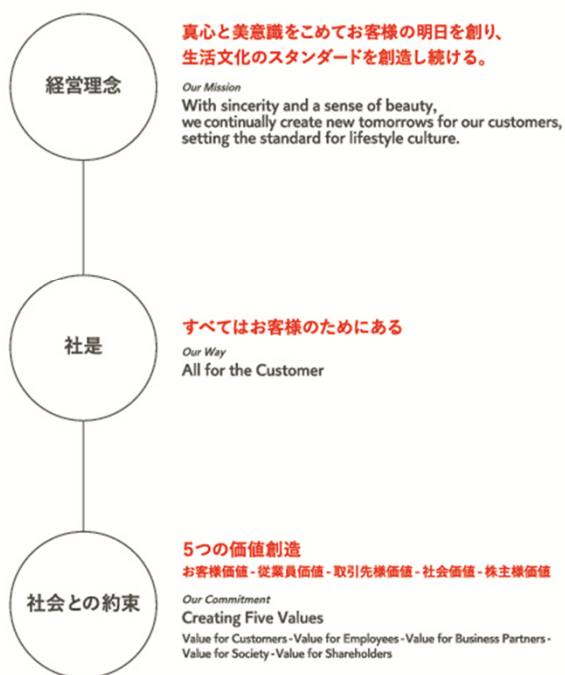 経営理念
真心と美意識をこめてお客様の明日を創り、
生活文化のスタンダードを創造し続ける。
Our Mission
With sincerity and a sense of beauty,
we continually create new tomorrows for our customers,
setting the standard for lifestyle culture.
社是
すべてはお客様のためにある
Our Way
All for the Customer
社会との約束
5つの価値創造
お客様価値-従業員価値-取引先様価値-社会価値-株主様価値
Our Commitment
Creating Five Values
Value for Customers-Value for Employees-Value for Business Partners-
Value for Society-Value for Shareholders